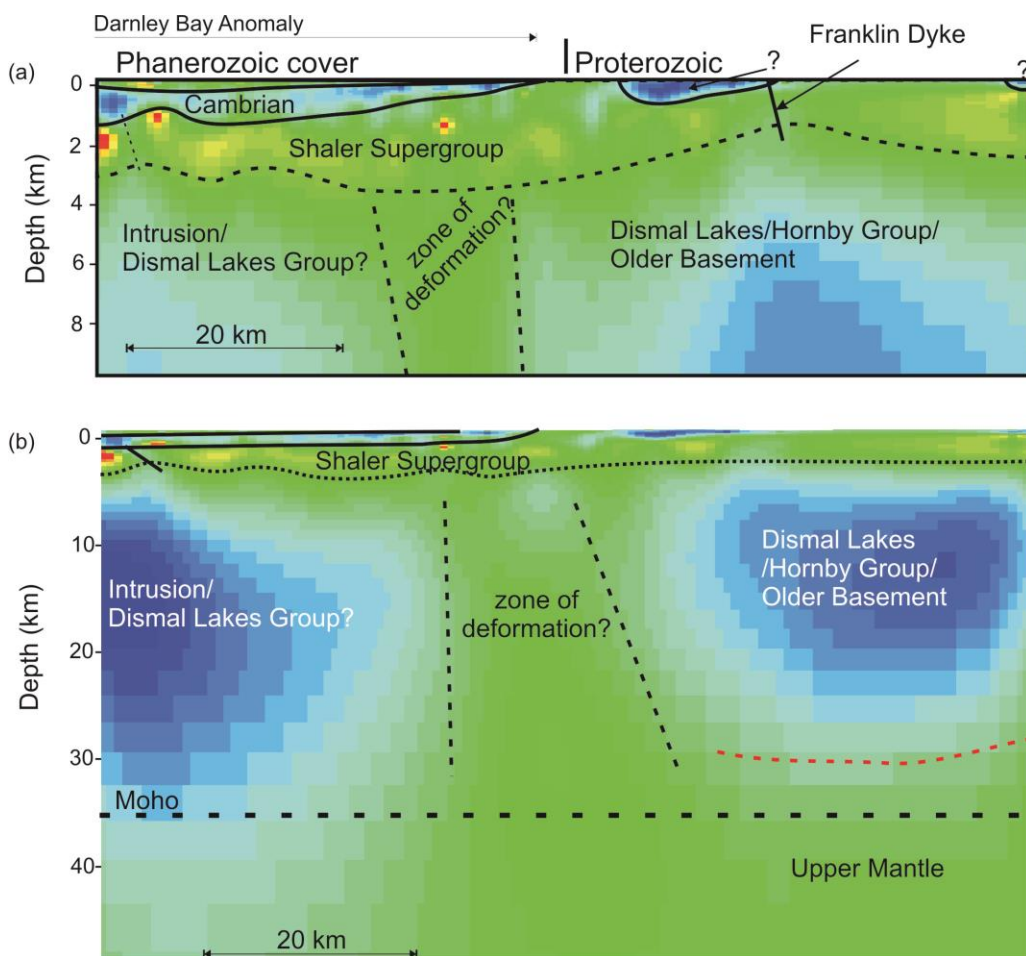 Darnley Bay Anomaly
Franklin Dyke
(a)
Phanerozoic cover
Proterozoic
?
?
0
Cambrian
2
Shaler Supergroup
4
Depth (km)
Intrusion/
Dismal Lakes Group?
zone of
deformation?
Dismal Lakes/Hornby Group/
Older Basement
6
8
20 km
(b)
0
Shaler Supergroup
10
Depth (km)
Intrusion/
Dismal Lakes Group?
zone of
deformation?
Dismal Lakes
/Hornby Group/
Older Basement
20
30
Moho
40
Upper Mantle
20 km